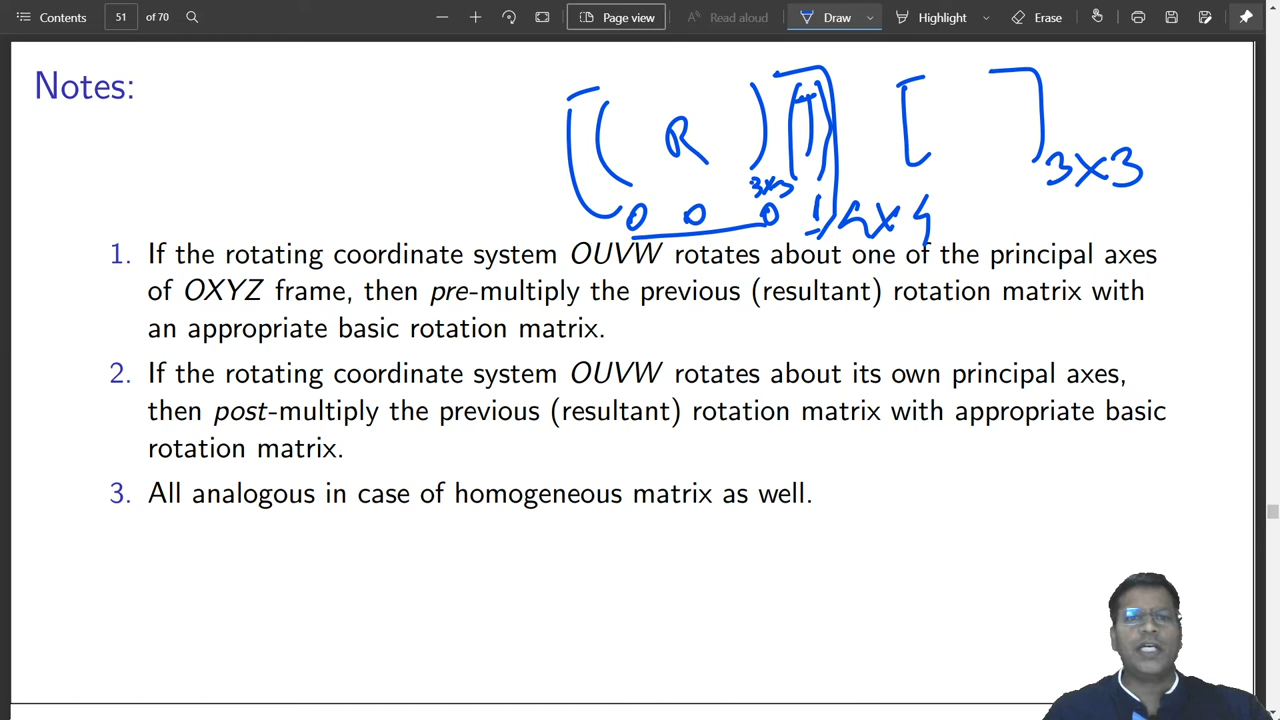 Contents
51 of 70
Page view
Read aloud
Draw
Highlight
Erase
Notes:
R
T
3x3
3x3
0 0 0 1
4x4
1. If the rotating coordinate system OUVW rotates about one of the principal axes
of OXYZ frame, then pre-multiply the previous (resultant) rotation matrix with
an appropriate basic rotation matrix.
2. If the rotating coordinate system OUVW rotates about its own principal axes,
then post-multiply the previous (resultant) rotation matrix with appropriate basic
rotation matrix.
3. All analogous in case of homogeneous matrix as well.